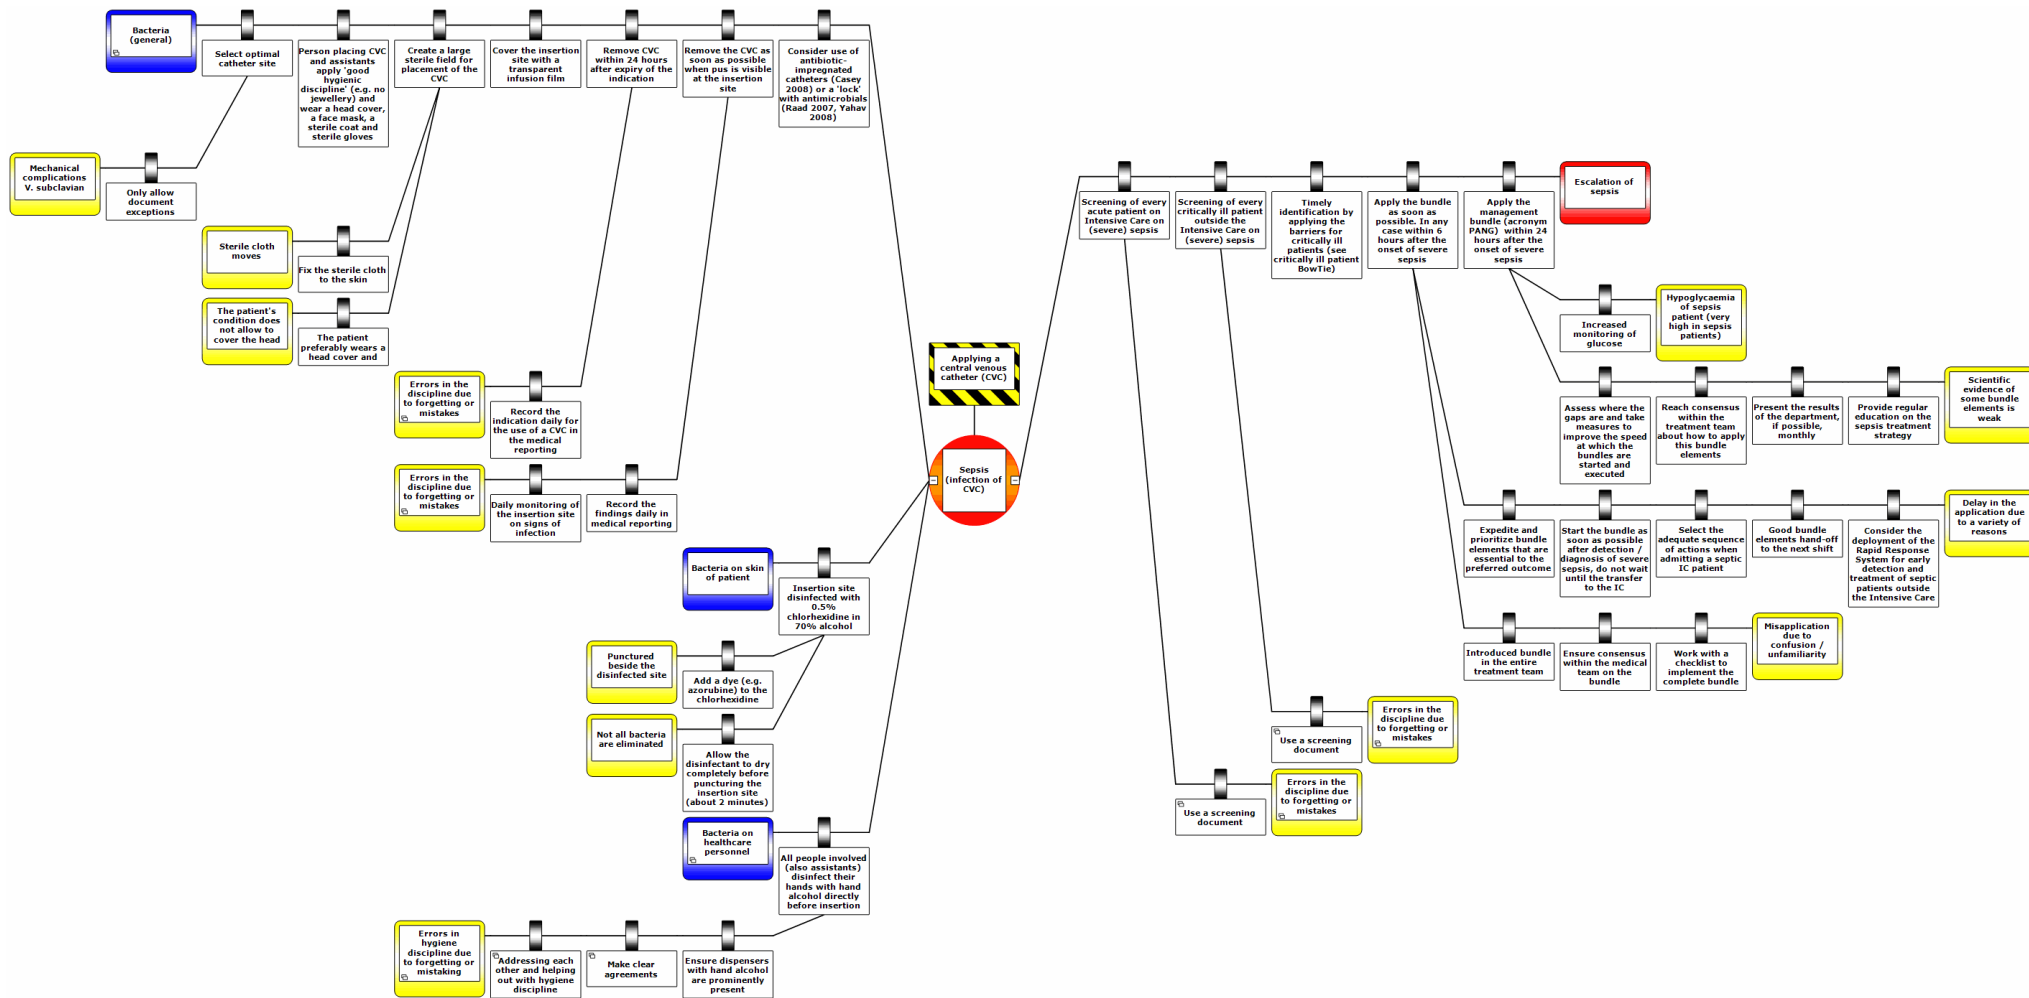 Bacteria
(general)
Select optimal
catheter site
Person placing CVC
and assistants
apply 'good
hygienic
discipline' (e.g. no
jewellery) and
wear a head cover,
a face mask, a
sterile coat and
sterile gloves
Create a large
sterile field for
placement of the
CVC
Cover the insertion
site with a
transparent
infusion film
Remove CVC
within 24 hours
after expiry of the
indication
Remove the CVC as
soon as possible
when pus is visible
at the insertion
site
Consider use of
antibiotic-
impregnated
catheters (Casey
2008) or a 'lock'
with antimicrobials
(Raad 2007, Yahav
2008)
Mechanical
complications
V. subclavian
Only allow
document
exceptions
Sterile cloth
moves
Fix the sterile cloth
to the skin
The patient's
condition does
not allow to
cover the head
The patient
preferably wears a
head cover and
Errors in the
discipline due
to forgetting or
mistakes
Record the
indication daily for
the use of a CVC in
the medical
reporting
Errors in the
discipline due
to forgetting or
mistakes
Daily monitoring of
the insertion site
on signs of
infection
Record the
findings daily in
medical reporting
Bacteria on skin
of patient
Insertion site
disinfected with
0.5%
chlorhexidine in
70% alcohol
Punctured
beside the
disinfected site
Add a dye (e.g.
azorubine) to the
chlorhexidine
Not all bacteria
are eliminated
Allow the
disinfectant to dry
completely before
puncturing the
insertion site
(about 2 minutes)
Bacteria on
healthcare
personnel
All people involved
(also assistants)
disinfect their
hands with hand
alcohol directly
before insertion
Errors in
hygiene
discipline due
to forgetting or
mistaking
Addressing each
other and helping
out with hygiene
discipline
Make clear
agreements
Ensure dispensers
with hand alcohol
are prominently
present
Applying a
central venous
catheter (CVC)
Sepsis
(infection of
CVC)
Screening of every
acute patient on
Intensive Care on
(severe) sepsis
Screening of every
critically ill patient
outside the
Intensive Care on
(severe) sepsis
Timely
identification by
applying the
barriers for
critically ill
patients (see
critically ill patient
BowTie)
Apply the bundle
as soon as
possible. In any
case within 6
hours after the
onset of severe
sepsis
Apply the
management
bundle (acronym
PANG) within 24
hours after the
onset of severe
sepsis
Escalation of
sepsis
Increased
monitoring of
glucose
Hypoglycaemia
of sepsis
patient (very
high in sepsis
patients)
Assess where the
gaps are and take
measures to
improve the speed
at which the
bundles are
started and
executed
Reach consensus
within the
treatment team
about how to apply
this bundle
elements
Present the results
of the department,
if possible,
monthly
Provide regular
education on the
sepsis treatment
strategy
Scientific
evidence of
some bundle
elements is
weak
Expedite and
prioritize bundle
elements that are
essential to the
preferred outcome
Start the bundle as
soon as possible
after detection /
diagnosis of severe
sepsis, do not wait
until the transfer
to the IC
Select the
adequate sequence
of actions when
admitting a septic
IC patient
Good bundle
elements hand-off
to the next shift
Consider the
deployment of the
Rapid Response
System for early
detection and
treatment of septic
patients outside
the Intensive Care
Delay in the
application due
to a variety of
reasons
Introduced bundle
in the entire
treatment team
Ensure consensus
within the medical
team on the
bundle
Work with a
checklist to
implement the
complete bundle
Misapplication
due to
confusion /
unfamiliarity
Use a screening
document
Errors in the
discipline due
to forgetting or
mistakes
Use a screening
document
Errors in the
discipline due
to forgetting or
mistakes